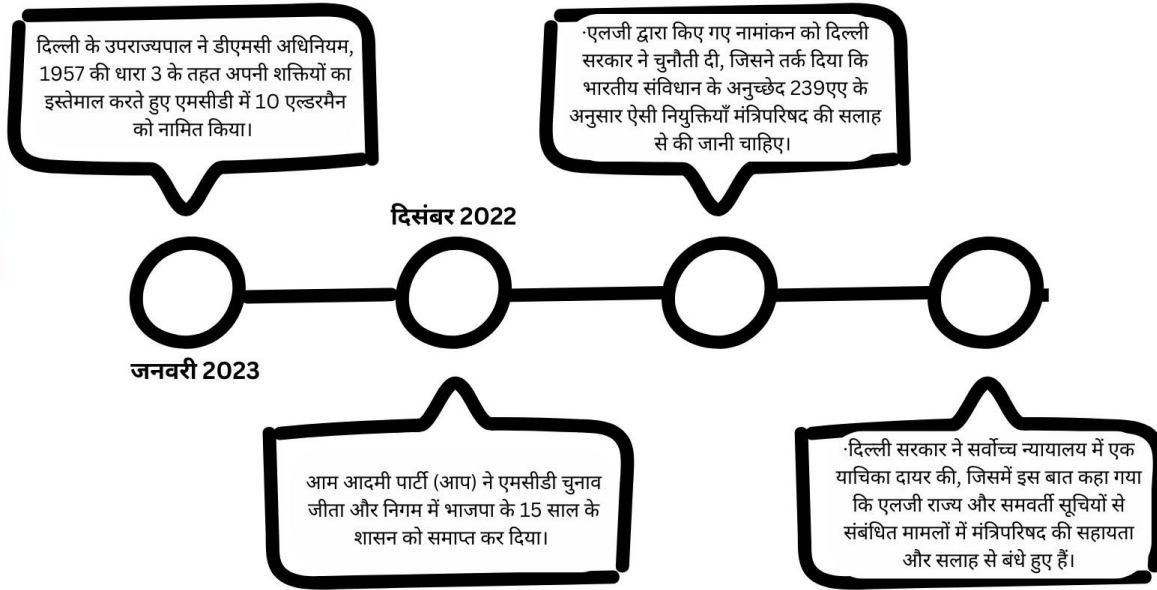 दिल्ली के उपराज्यपाल ने डीएमसी अधिनियम,
1957 की धारा 3 के तहत अपनी शक्तियों का
इस्तेमाल करते हुए एमसीडी में 10 एल्डरमैन
को नामित किया।
जनवरी 2023
दिसंबर 2022
आम आदमी पार्टी (आप) ने एमसीडी चुनाव
जीता और निगम में भाजपा के 15 साल के
शासन को समाप्त कर दिया।
·एलजी द्वारा किए गए नामांकन को दिल्ली
सरकार ने चुनौती दी, जिसने तर्क दिया कि
भारतीय संविधान के अनुच्छेद 239एए के
अनुसार ऐसी नियुक्तियाँ मंत्रिपरिषद की सलाह
से की जानी चाहिए।
·दिल्ली सरकार ने सर्वोच्च न्यायालय में एक
याचिका दायर की, जिसमें इस बात कहा गया
कि एलजी राज्य और समवर्ती सूचियों से
संबंधित मामलों में मंत्रिपरिषद की सहायता
और सलाह से बंधे हुए हैं।